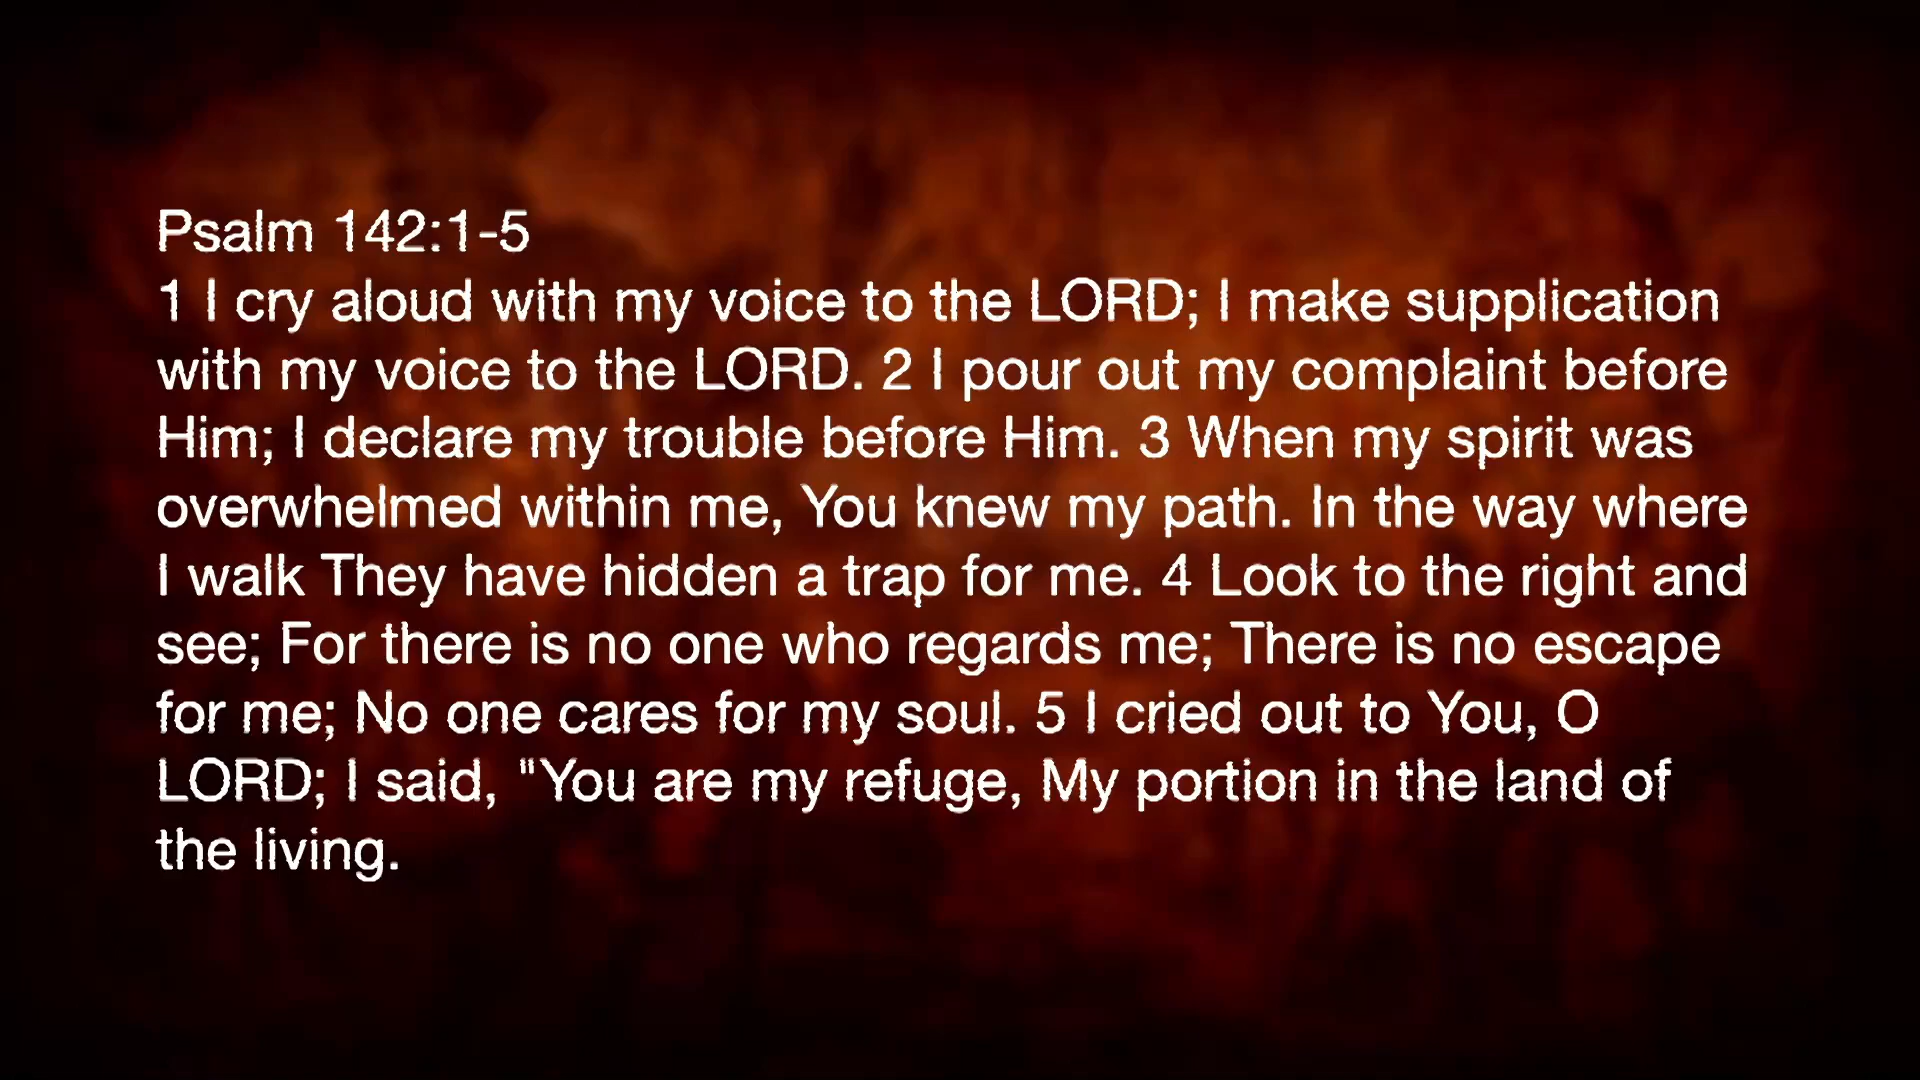 Psalm 142:1-5
1 I cry aloud with my voice to the LORD; I make supplication
with my voice to the LORD. 2 I pour out my complaint before
Him; I declare my trouble before Him. 3 When my spirit was
overwhelmed within me, You knew my path. In the way where
I walk They have hidden a trap for me. 4 Look to the right and
see; For there is no one who regards me; There is no escape
for me; No one cares for my soul. 5 I cried out to You, O
LORD; I said, "You are my refuge, My portion in the land of
the living.